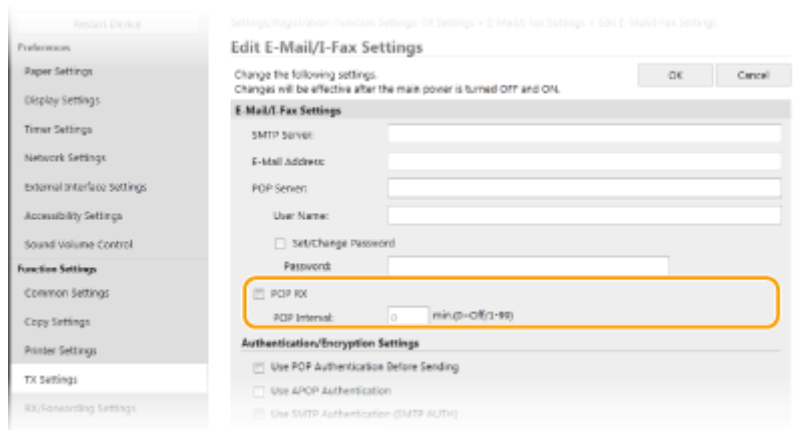 Restart Device
Settings/Registration: Function Settings: TX Settings > E-Mail/I-Fax Settings > Edit E-Mail/I-Fax Settings
Preferences
Edit E-Mail/I-Fax Settings
Paper Settings
Change the following settings.
OK
Cancel
Changes will be effective after the main power is turned OFF and ON.
Display Settings
E-Mail/I-Fax Settings
Timer Settings
SMTP Server:
Network Settings
E-Mail Address:
External Interface Settings
POP Server:
Accessibility Settings
User Name:
Sound Volume Control
Set/Change Password
Function Settings
Password:
Common Settings
POP RX
Copy Settings
POP Interval:
0
min.(0=Off/1-99)
Printer Settings
Authentication/Encryption Settings
Use POP Authentication Before Sending
TX Settings
Use APOP Authentication
RX/Forwarding Settings
Use SMTP Authentication (SMTP AUTH)